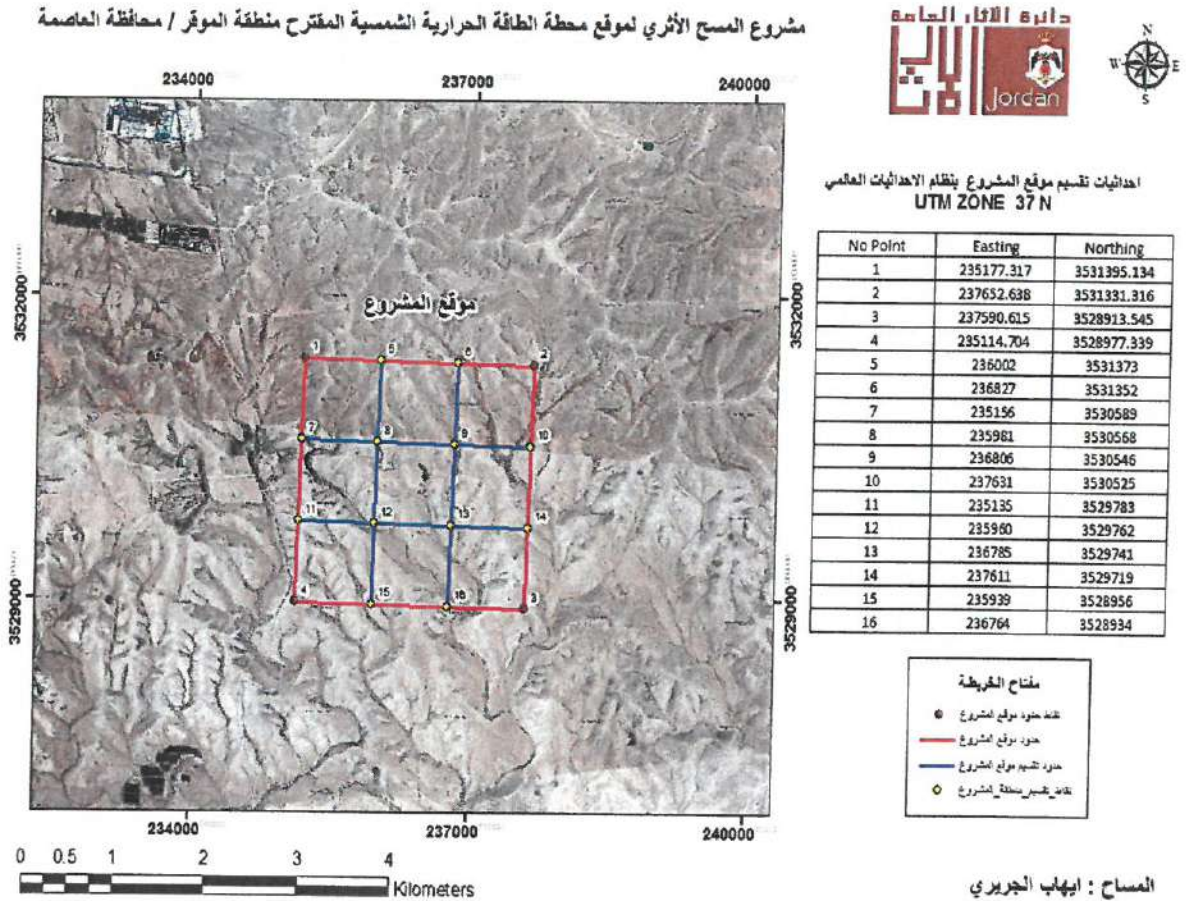 مشروع المسح الأثري لموقع محطة الطاقة الحرارية الشمسية المقترح منطقة الموقر / محافظة العاصمة
دائرة الآثار العامة
الآثار
Jordan
N
W E
S
234000 237000 240000
3532000
3529000
3532000
3529000
موقع المشروع
1 5 6 2
7 8 9 10
11 12 13 14
4 15 16 3
234000 237000 240000
0 0.5 1 2 3 4
Kilometers
احداثيات تقسيم موقع المشروع بنظام الاحداثيات العالمي
UTM ZONE 37 N
No Point Easting Northing
1 235177.317 3531395.134
2 237652.638 3531331.316
3 237590.615 3528913.545
4 235114.704 3528977.339
5 236002 3531373
6 236827 3531352
7 235156 3530589
8 235981 3530568
9 236806 3530546
10 237631 3530525
11 235135 3529783
12 235960 3529762
13 236785 3529741
14 237611 3529719
15 235939 3528956
16 236764 3528934
مفتاح الخريطة
نقاط حدود موقع المشروع
حدود موقع المشروع
حدود تقسيم موقع المشروع
نقاط_تقسيم_منطقة_المشروع
المساح : ايهاب الجريري